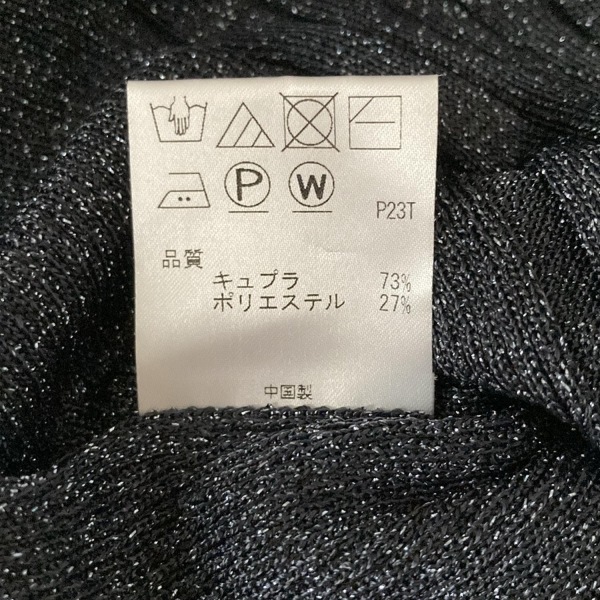 P W
P23T
品質
キュプラ 73%
ポリエステル 27%
中国製